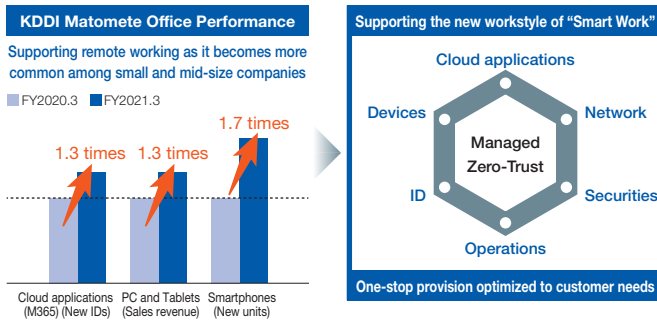 KDDI Matomete Office Performance
Supporting remote working as it becomes more
common among small and mid-size companies
FY2020.3 FY2021.3
1.3 times
1.3 times
1.7 times
Cloud applications
(M365) (New IDs)
PC and Tablets
(Sales revenue)
Smartphones
(New units)
Supporting the new workstyle of “Smart Work”
Cloud applications
Devices
Network
Managed
Zero-Trust
ID
Securities
Operations
One-stop provision optimized to customer needs